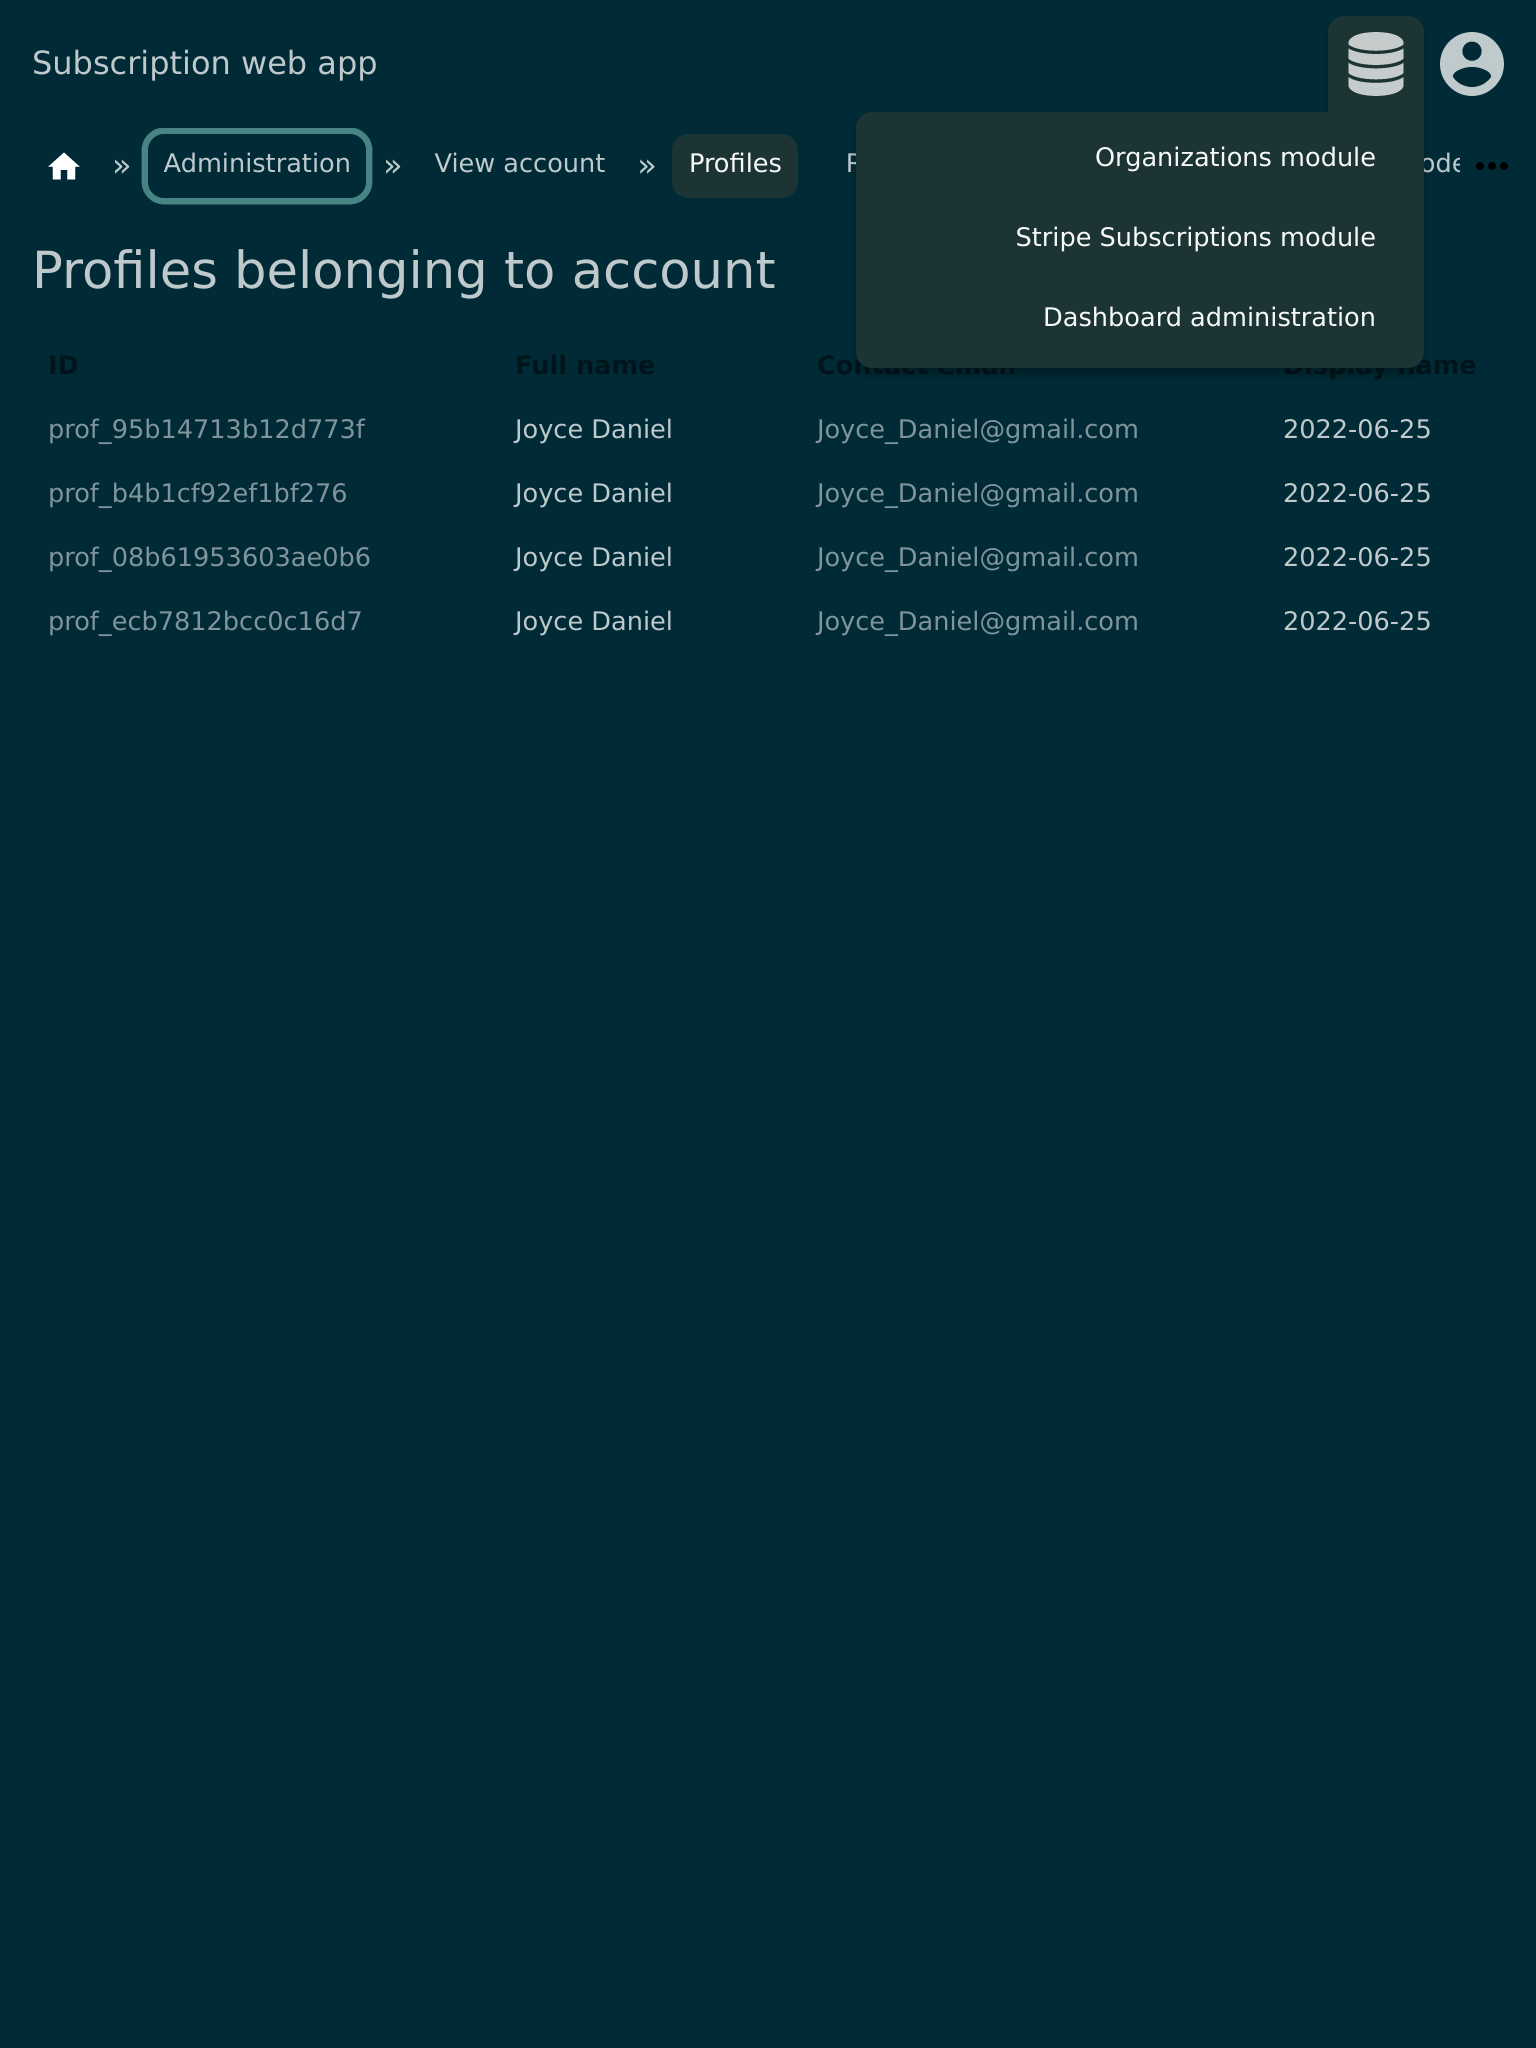 Subscription web app
» Administration » View account » Profiles
Organizations module
Stripe Subscriptions module
Dashboard administration
Profiles belonging to account
ID Full name Contact email Display name
prof_95b14713b12d773f Joyce Daniel Joyce_Daniel@gmail.com 2022-06-25
prof_b4b1cf92ef1bf276 Joyce Daniel Joyce_Daniel@gmail.com 2022-06-25
prof_08b61953603ae0b6 Joyce Daniel Joyce_Daniel@gmail.com 2022-06-25
prof_ecb7812bcc0c16d7 Joyce Daniel Joyce_Daniel@gmail.com 2022-06-25